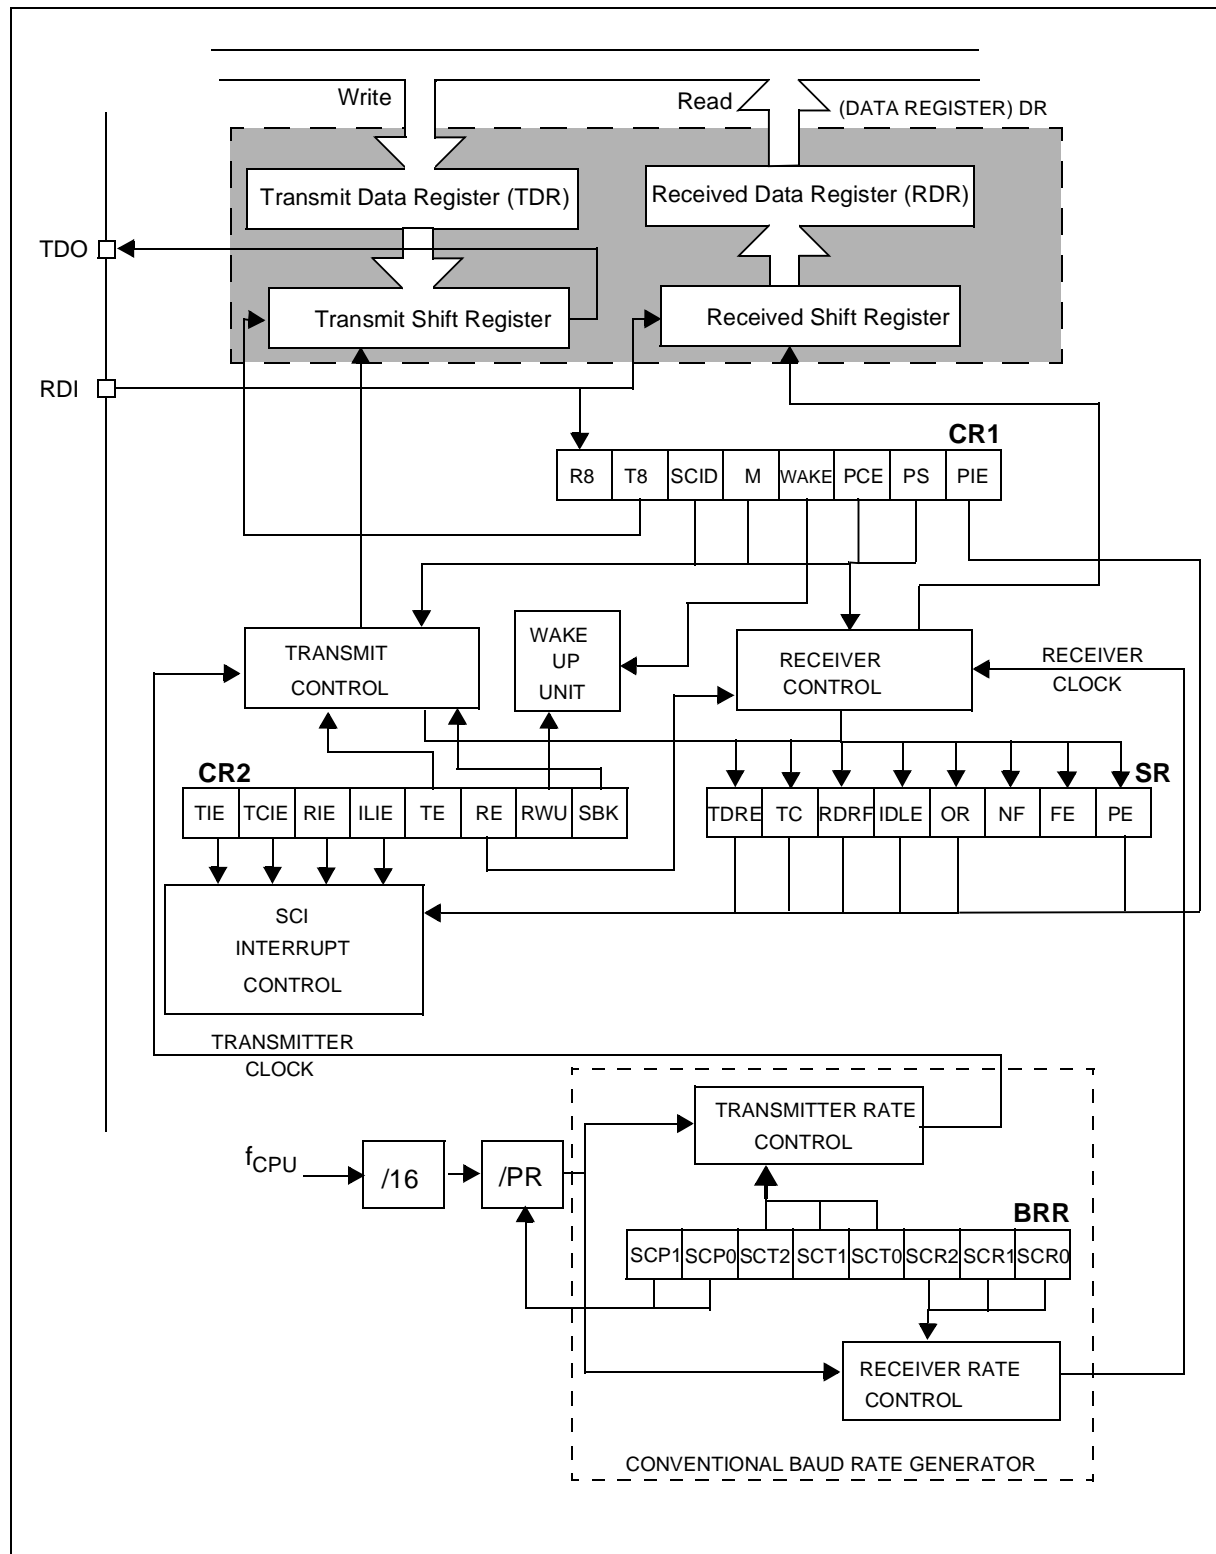 Write
Read
(DATA REGISTER) DR
Transmit Data Register (TDR)
Received Data Register (RDR)
TDO
Transmit Shift Register
Received Shift Register
RDI
CR1
R8 T8 SCID M WAKE PCE PS PIE
TRANSMIT
CONTROL
WAKE
UP
UNIT
RECEIVER
CONTROL
RECEIVER
CLOCK
CR2
TIE TCIE RIE ILIE TE RE RWU SBK
SR
TDRE TC RDRF IDLE OR NF FE PE
SCI
INTERRUPT
CONTROL
TRANSMITTER
CLOCK
TRANSMITTER RATE
CONTROL
fCPU
/16
/PR
BRR
SCP1 SCP0 SCT2 SCT1 SCT0 SCR2 SCR1 SCR0
RECEIVER RATE
CONTROL
CONVENTIONAL BAUD RATE GENERATOR